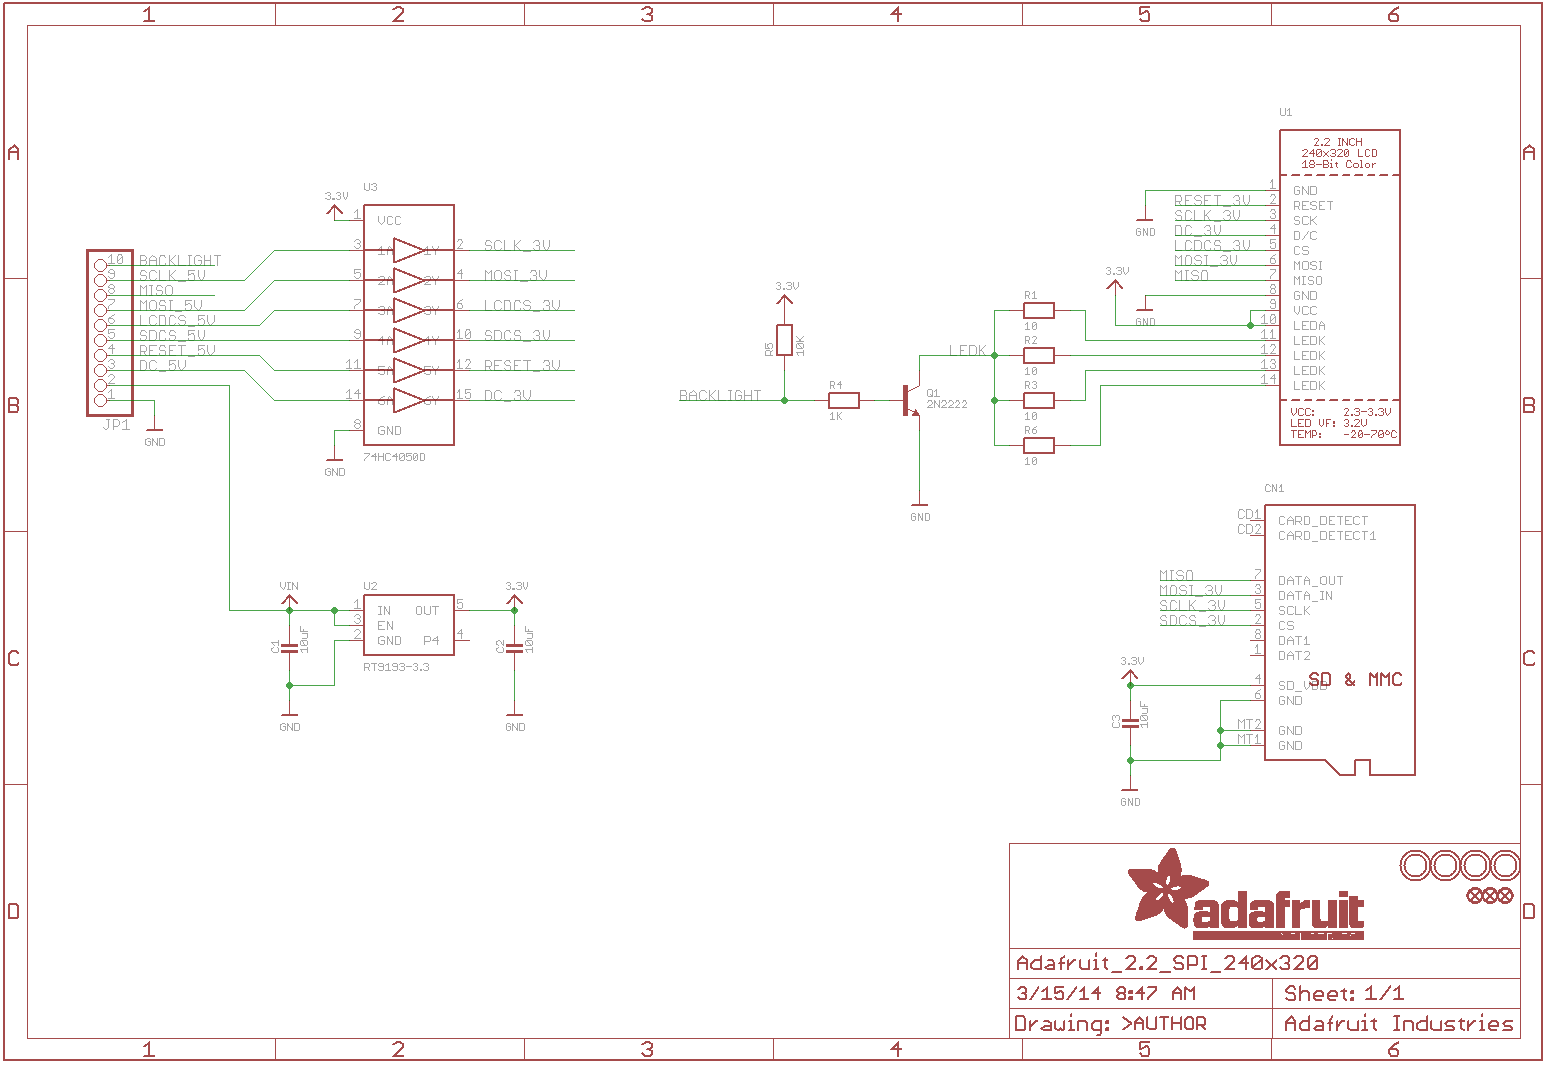 1 2 3 4 5 6
A
B
C
D
A
B
C
D
JP1
10 BACKLIGHT
9 SCLK_5V
8 MISO
7 MOSI_5V
6 LCDCS_5V
5 SDCS_5V
4 RESET_5V
3 DC_5V
2
1
GND
U3
3.3V
1 VCC
3 1A 1Y 2 SCLK_3V
5 2A 2Y 4 MOSI_3V
7 3A 3Y 6 LCDCS_3V
9 4A 4Y 10 SDCS_3V
11 5A 5Y 12 RESET_3V
14 6A 6Y 15 DC_3V
8 GND
74HC4050D
GND
VIN
C1
10uF
GND
U2
1 IN OUT 5
3 EN
2 GND P4 4
RT9193-3.3
3.3V
C2
10uF
GND
3.3V
R5
10K
BACKLIGHT
R4
1K
Q1
2N2222
GND
LEDK
R1
10
R2
10
R3
10
R6
10
U1
2.2 INCH
240x320 LCD
18-Bit Color
GND
3.3V
GND
1 GND
RESET_3V 2 RESET
SCLK_3V 3 SCK
DC_3V 4 D/C
LCDCS_3V 5 CS
MOSI_3V 6 MOSI
MISO 7 MISO
8 GND
9 VCC
10 LEDA
11 LEDK
12 LEDK
13 LEDK
14 LEDK
VCC: 2.3-3.3V
LED VF: 3.2V
TEMP: -20-70°C
CN1
CD1 CARD_DETECT
CD2 CARD_DETECT1
MISO 7 DATA_OUT
MOSI_3V 3 DATA_IN
SCLK_3V 5 SCLK
SDCS_3V 2 CS
8 DAT1
1 DAT2
4 SD_VDD
SD & MMC
6 GND
MT2 GND
MT1 GND
3.3V
C3
10uF
GND
adafruit
Adafruit_2.2_SPI_240x320
3/15/14 8:47 AM
Sheet: 1/1
Drawing: >AUTHOR
Adafruit Industries
1 2 3 4 5 6